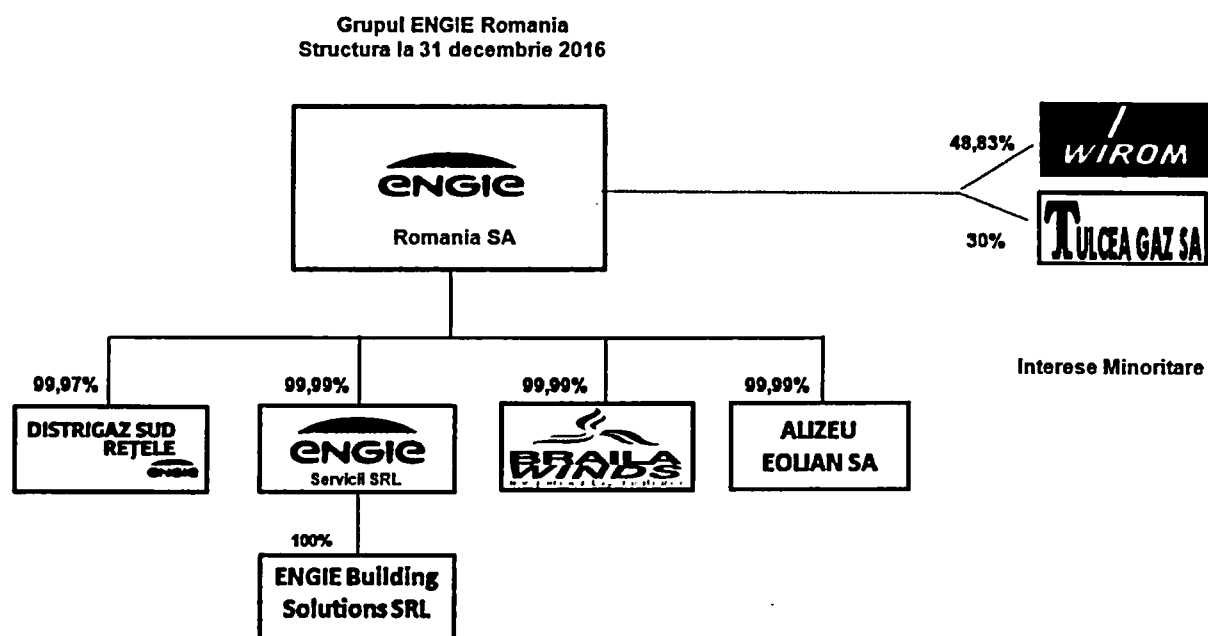 Grupul ENGIE Romania
Structura la 31 decembrie 2016
ENGIE
Romania SA
48,83%
WIROM
30%
TULCEA GAZ SA
Interese Minoritare
99,97%
99,99%
99,99%
99,99%
DISTRIGAZ SUD
REȚELE
ENGIE
ENGIE
Servicii SRL
BRAILA
WINDS
ALIZEU
EOLIAN SA
100%
ENGIE Building
Solutions SRL